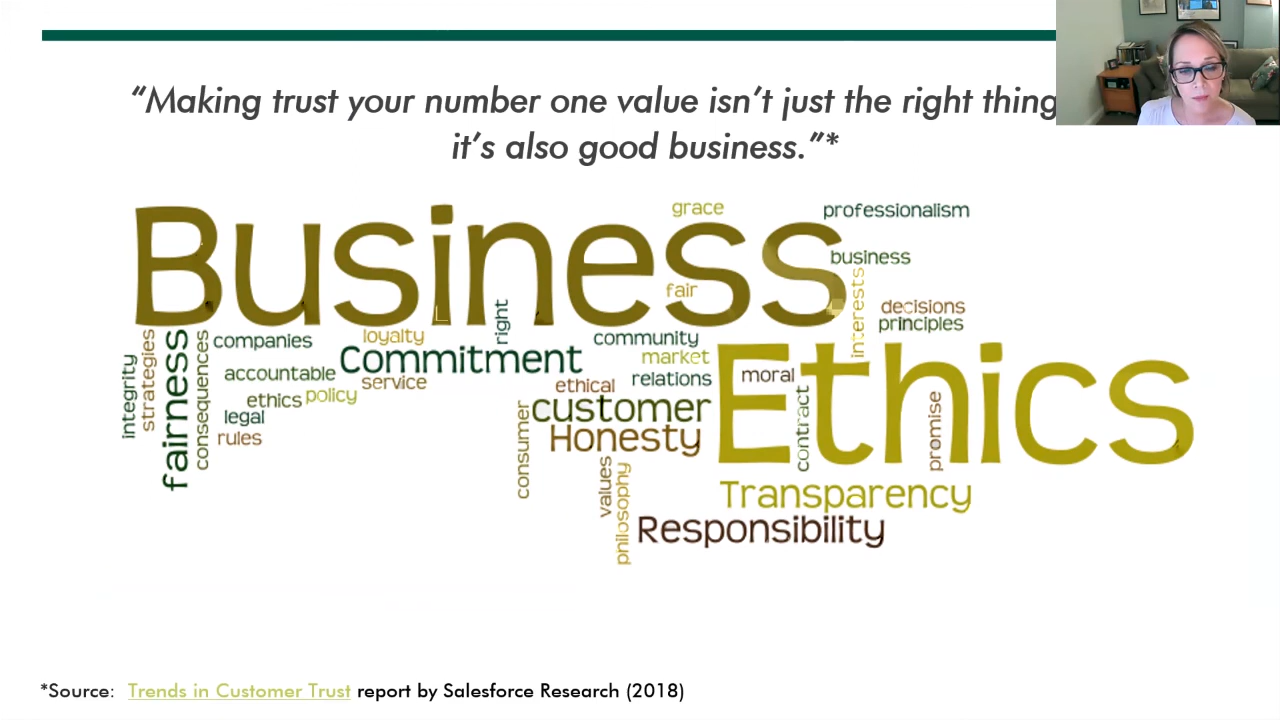 “Making trust your number one value isn’t just the right thing
it’s also good business.”*
grace
professionalism
Business
business
fair
interests
decisions
principles
right
integrity
strategies
fairness
consequences
companies
loyalty
Commitment
community
market
accountable
service
ethical
relations
moral
Ethics
ethics
policy
legal
rules
consumer
customer
Honesty
contract
promise
values
philosophy
Transparency
Responsibility
*Source: Trends in Customer Trust report by Salesforce Research (2018)